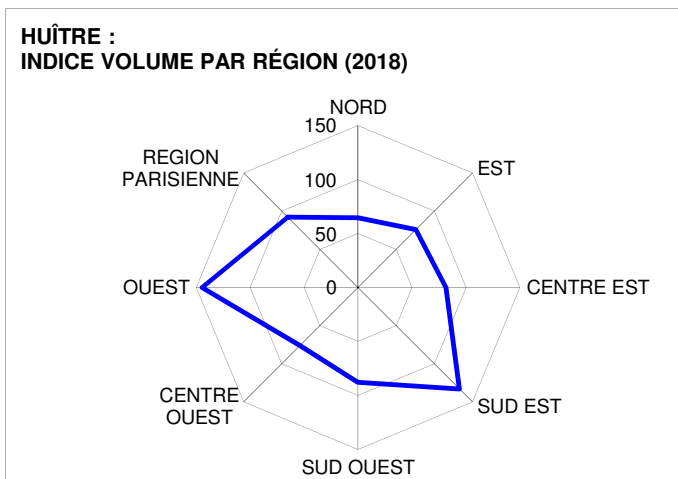 HUÎTRE :
INDICE VOLUME PAR RÉGION (2018)
NORD
150
REGION
PARISIENNE
EST
100
50
OUEST
0
CENTRE EST
CENTRE
OUEST
SUD EST
SUD OUEST